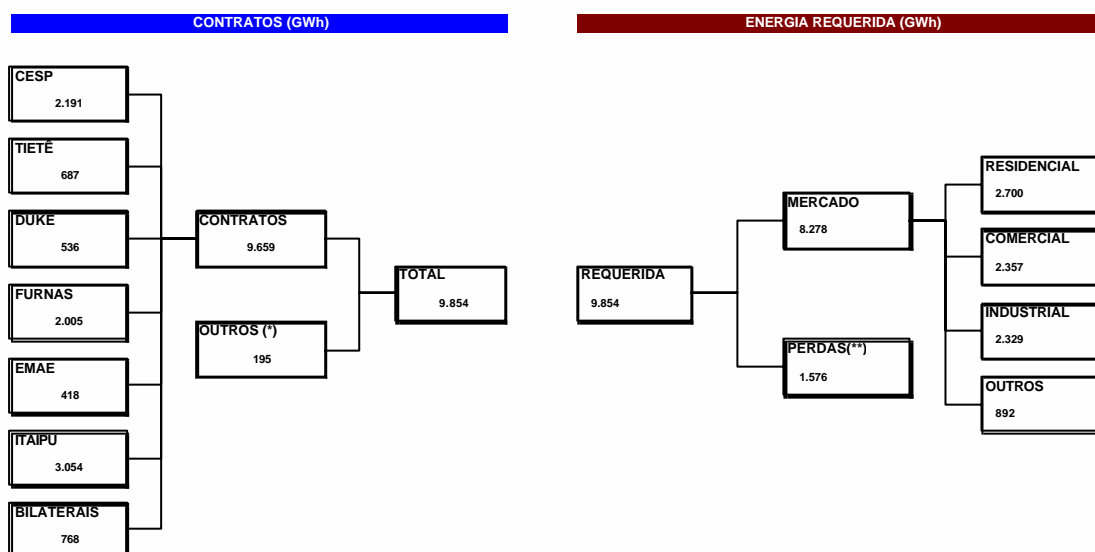 CONTRATOS (GWh)
ENERGIA REQUERIDA (GWh)
CESP
2.191
TIETÊ
687
DUKE
536
FURNAS
2.005
EMAE
418
ITAIPU
3.054
BILATERAIS
768
CONTRATOS
9.659
OUTROS (*)
195
TOTAL
9.854
REQUERIDA
9.854
MERCADO
8.278
PERDAS(**)
1.576
RESIDENCIAL
2.700
COMERCIAL
2.357
INDUSTRIAL
2.329
OUTROS
892